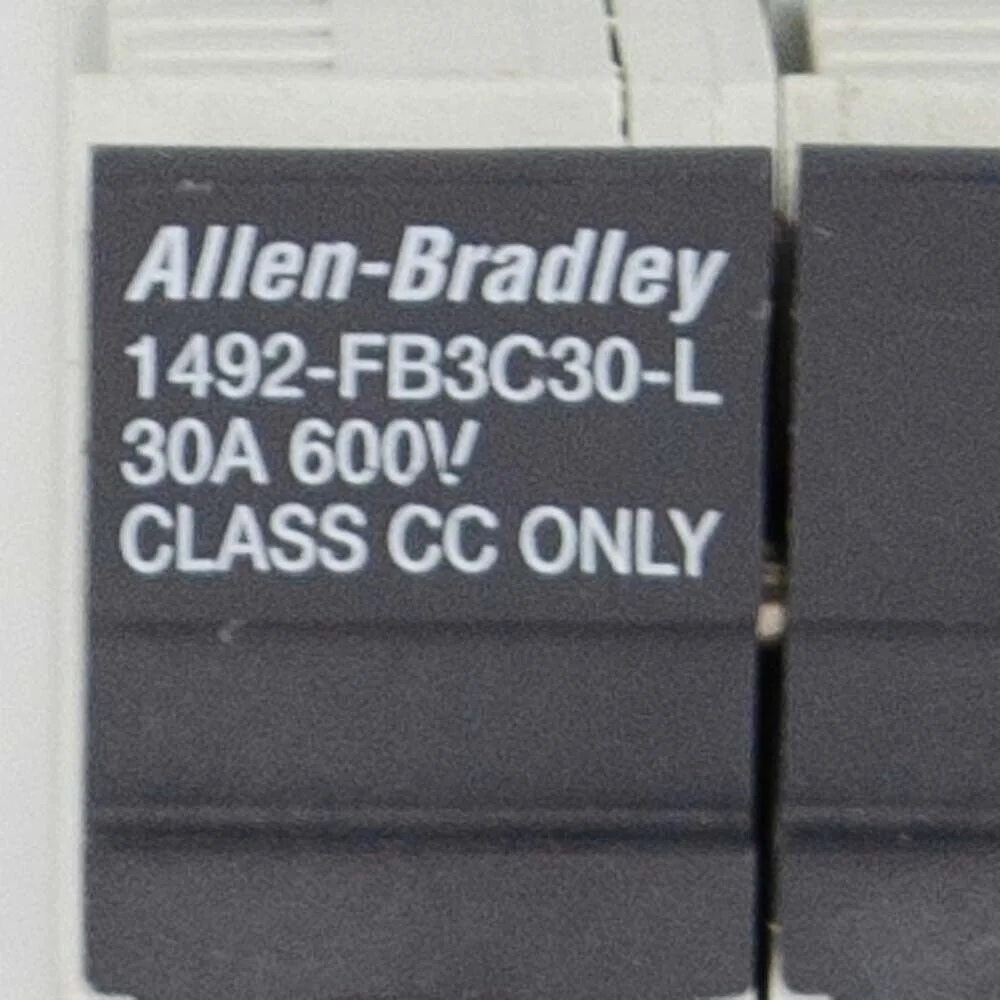 Allen-Bradley
1492-FB3C30-L
30A 600V
CLASS CC ONLY